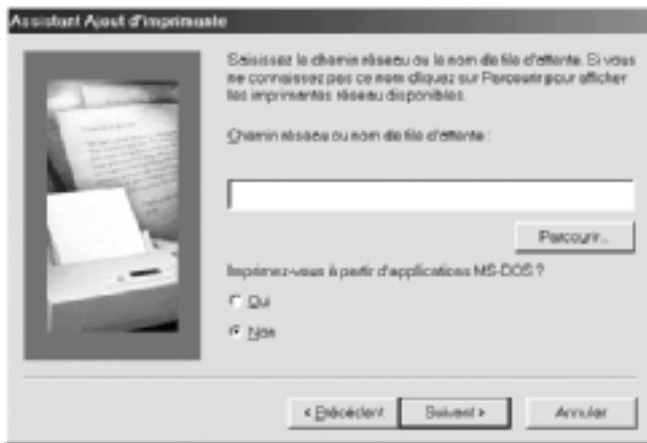 Assistant Ajout d'imprimante
Saisissez le chemin réseau ou le nom de file d'attente. Si vous
ne connaissez pas ce nom cliquez sur Parcourir pour afficher
les imprimantes réseau disponibles.
Chemin réseau ou nom de file d'attente :
Parcourir...
Imprimez-vous à partir d'applications MS-DOS ?
Oui
Non
< Précédent
Suivant >
Annuler